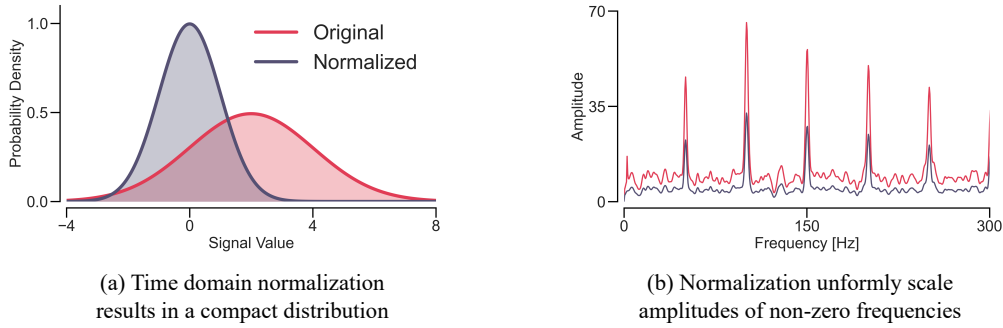 Probability Density
1.0
0.5
0.0
−4
0
4
8
Signal Value
Original
Normalized
(a) Time domain normalization
results in a compact distribution
Amplitude
70
35
0
0
150
300
Frequency [Hz]
(b) Normalization unformly scale
amplitudes of non-zero frequencies